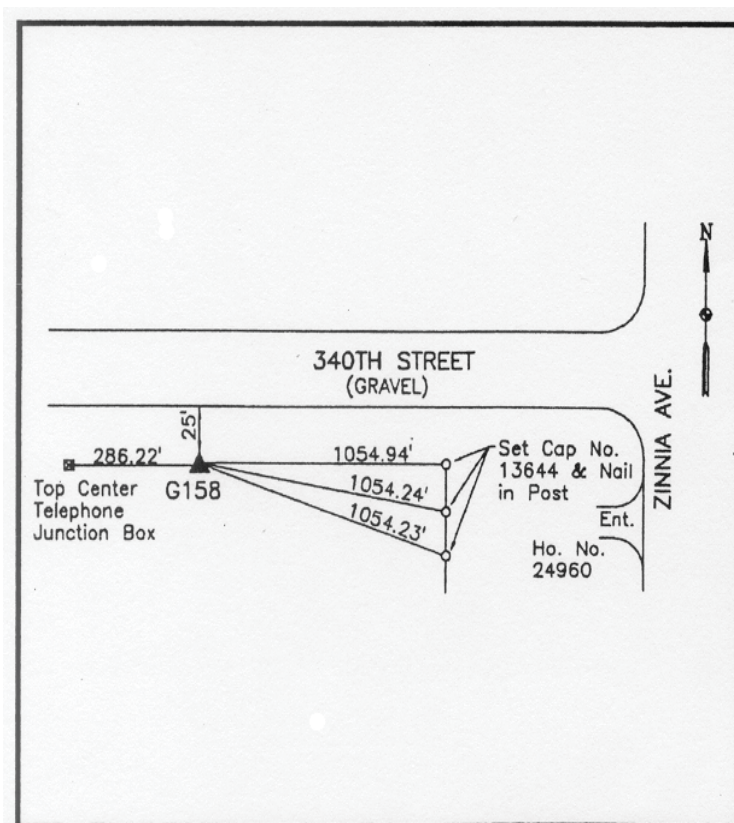 N
340TH STREET
(GRAVEL)
ZINNIA AVE.
25'
286.22'
1054.94'
1054.24'
1054.23'
G158
Top Center
Telephone
Junction Box
Set Cap No.
13644 & Nail
in Post
Ent.
Ho. No.
24960